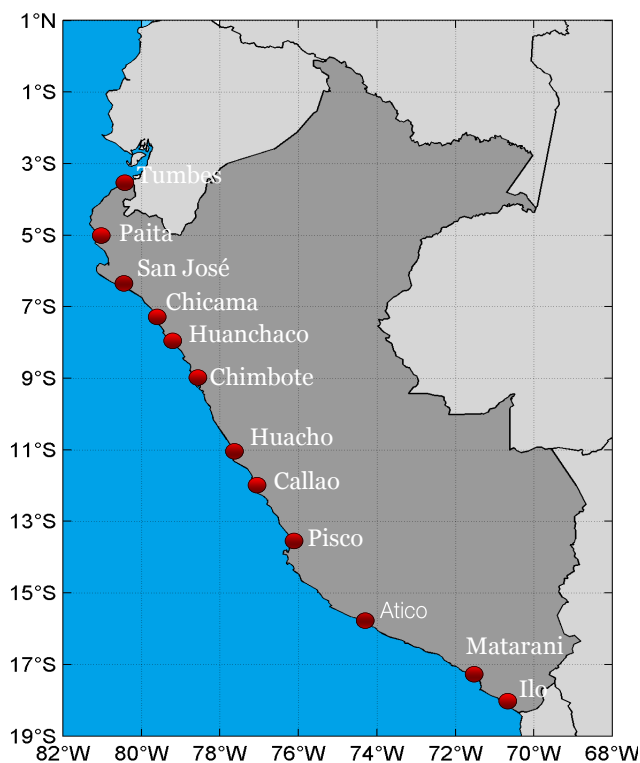 1°N
1°S
3°S
Tumbes
5°S
Paita
San José
7°S
Chicama
Huanchaco
9°S
Chimbote
11°S
Huacho
Callao
13°S
Pisco
15°S
Atico
Matarani
17°S
Ilo
19°S
82°W 80°W 78°W 76°W 74°W 72°W 70°W 68°W